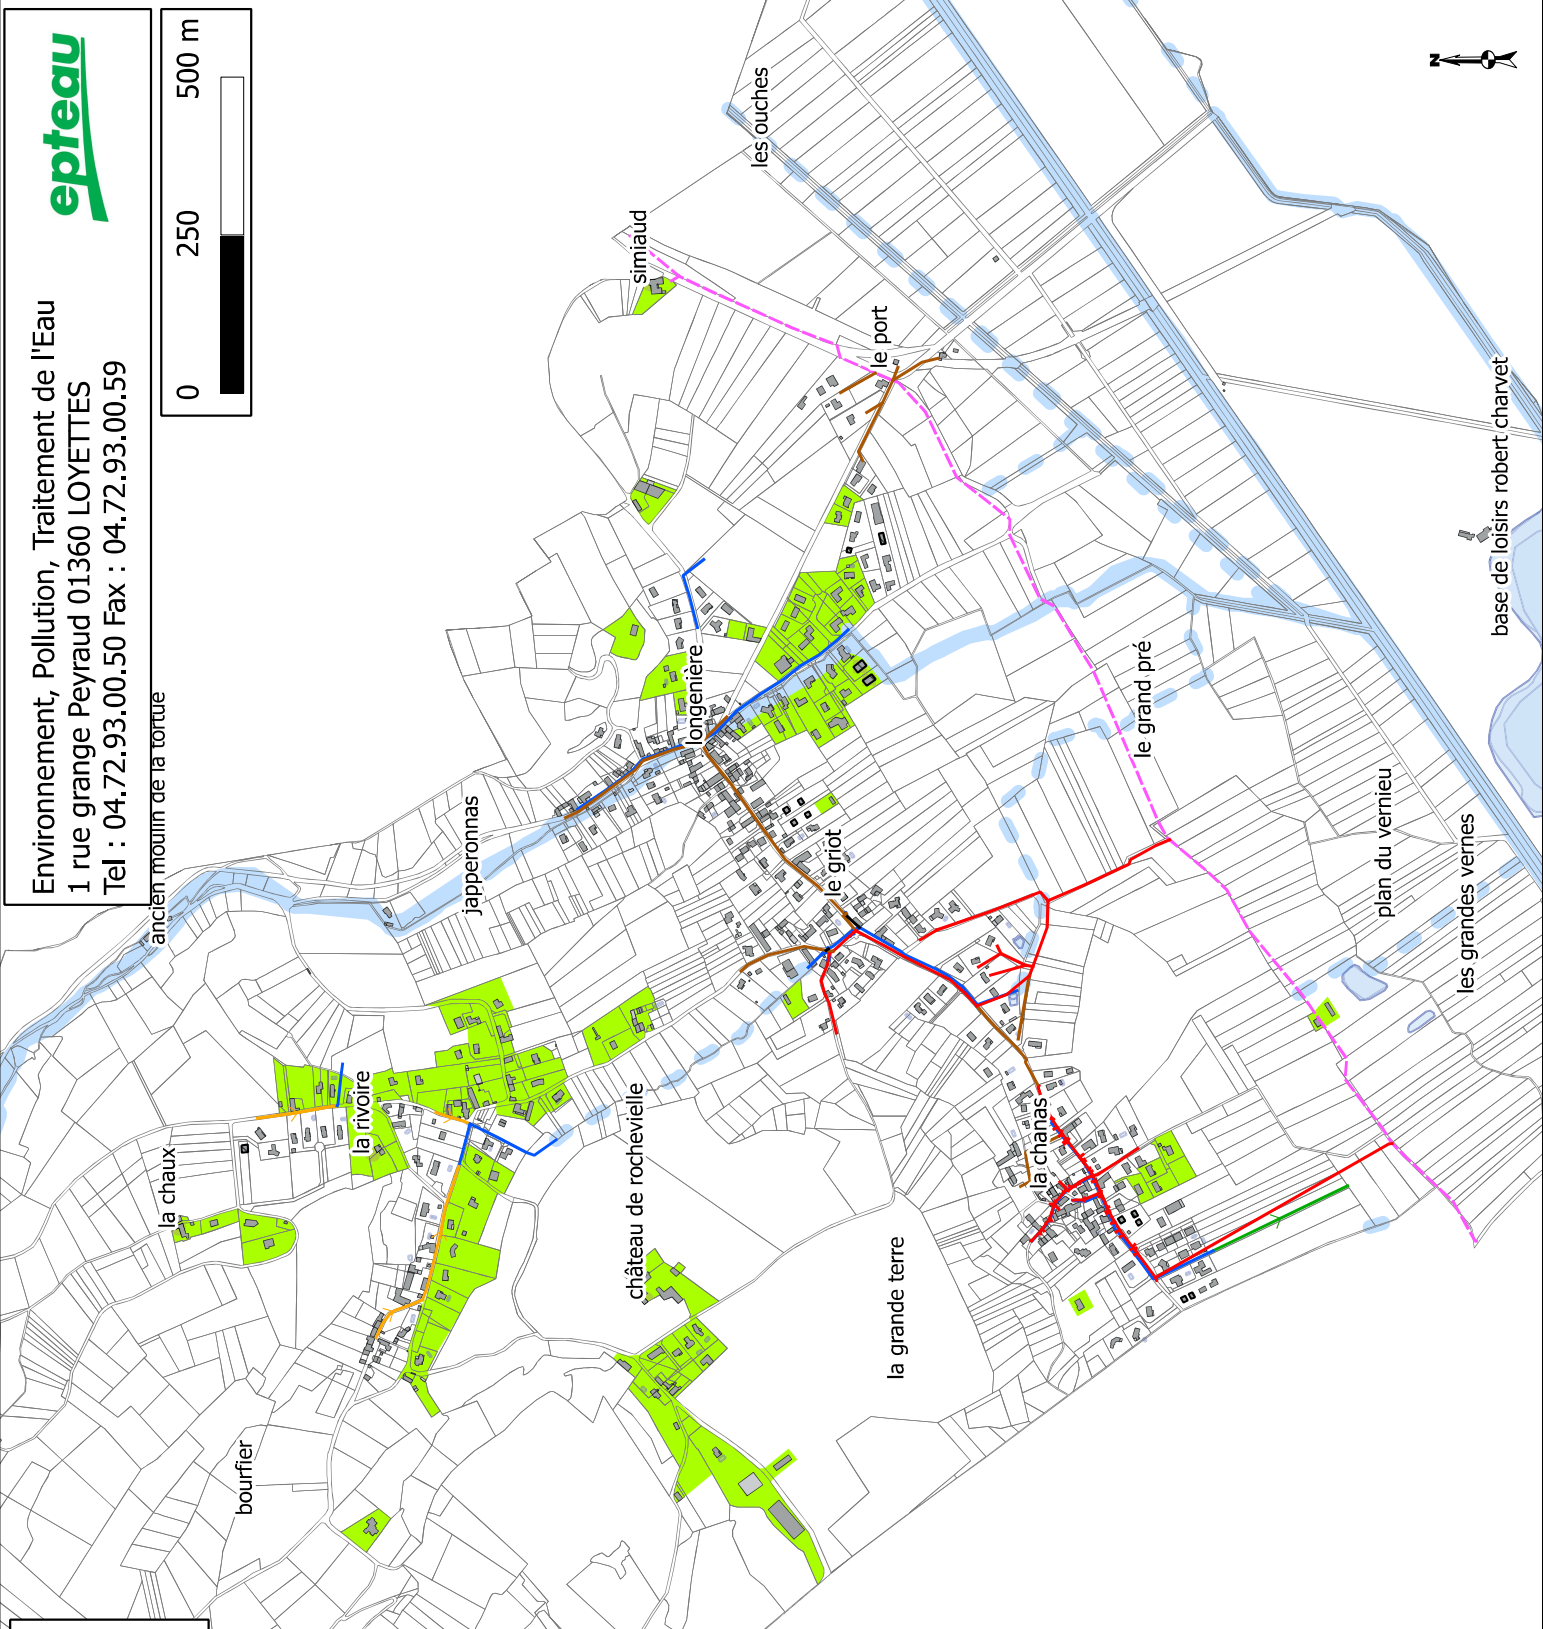 epteau
Environnement, Pollution, Traitement de l'Eau
1 rue grange Peyraud 01360 LOYETTES
Tel : 04.72.93.00.50 Fax : 04.72.93.00.59
0 250 500 m
N
ancien moulin de la tortue
la chaux
bourfier
la rivoire
japperonnas
simiaud
château de rochevielle
longenière
les ouches
le griot
le port
la grande terre
la chanas
le grand pré
plan du vernieu
les grandes vernes
base de loisirs robert charvet